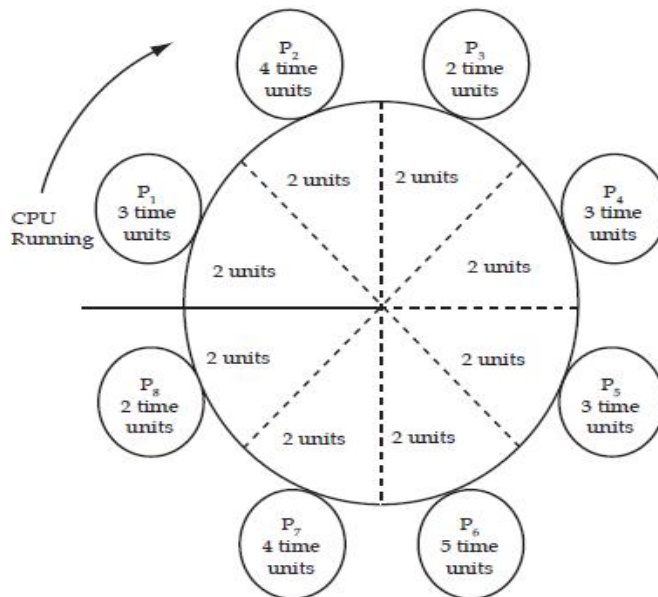 P₂
4 time
units
P₃
2 time
units
P₁
3 time
units
P₄
3 time
units
CPU
Running
2 units
2 units
2 units
2 units
2 units
2 units
2 units
2 units
P₈
2 time
units
P₅
3 time
units
P₇
4 time
units
P₆
5 time
units